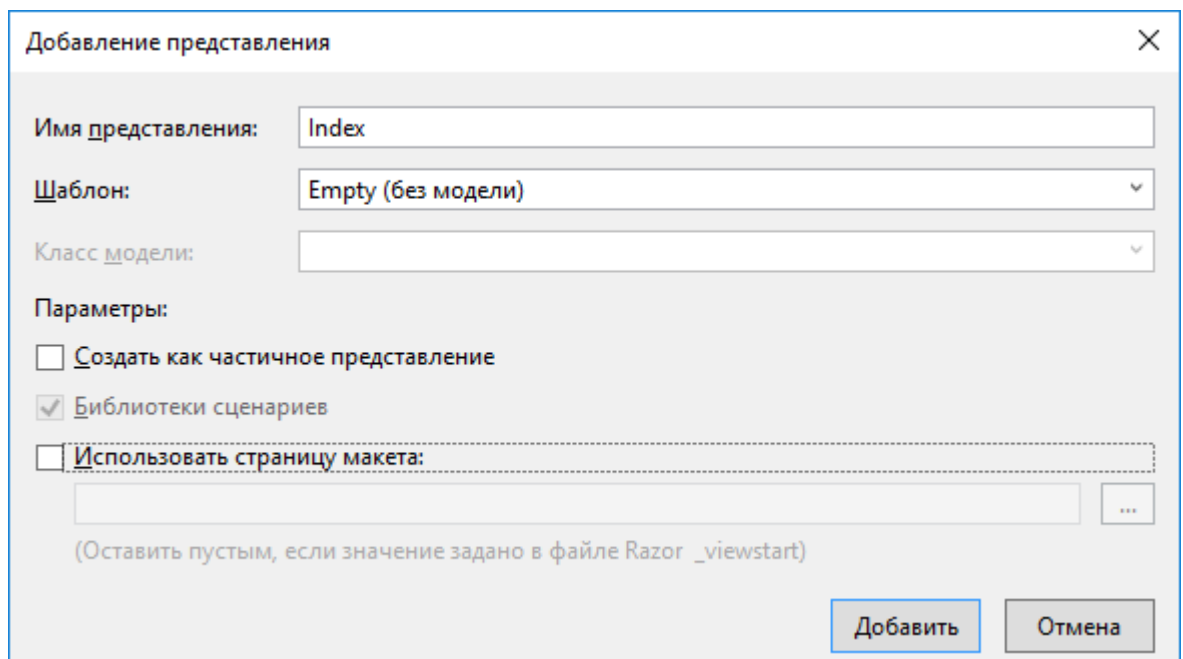 Добавление представления
Имя представления: Index
Шаблон: Empty (без модели)
Класс модели:
Параметры:
Создать как частичное представление
Библиотеки сценариев
Использовать страницу макета:
...
(Оставить пустым, если значение задано в файле Razor _viewstart)
Добавить Отмена